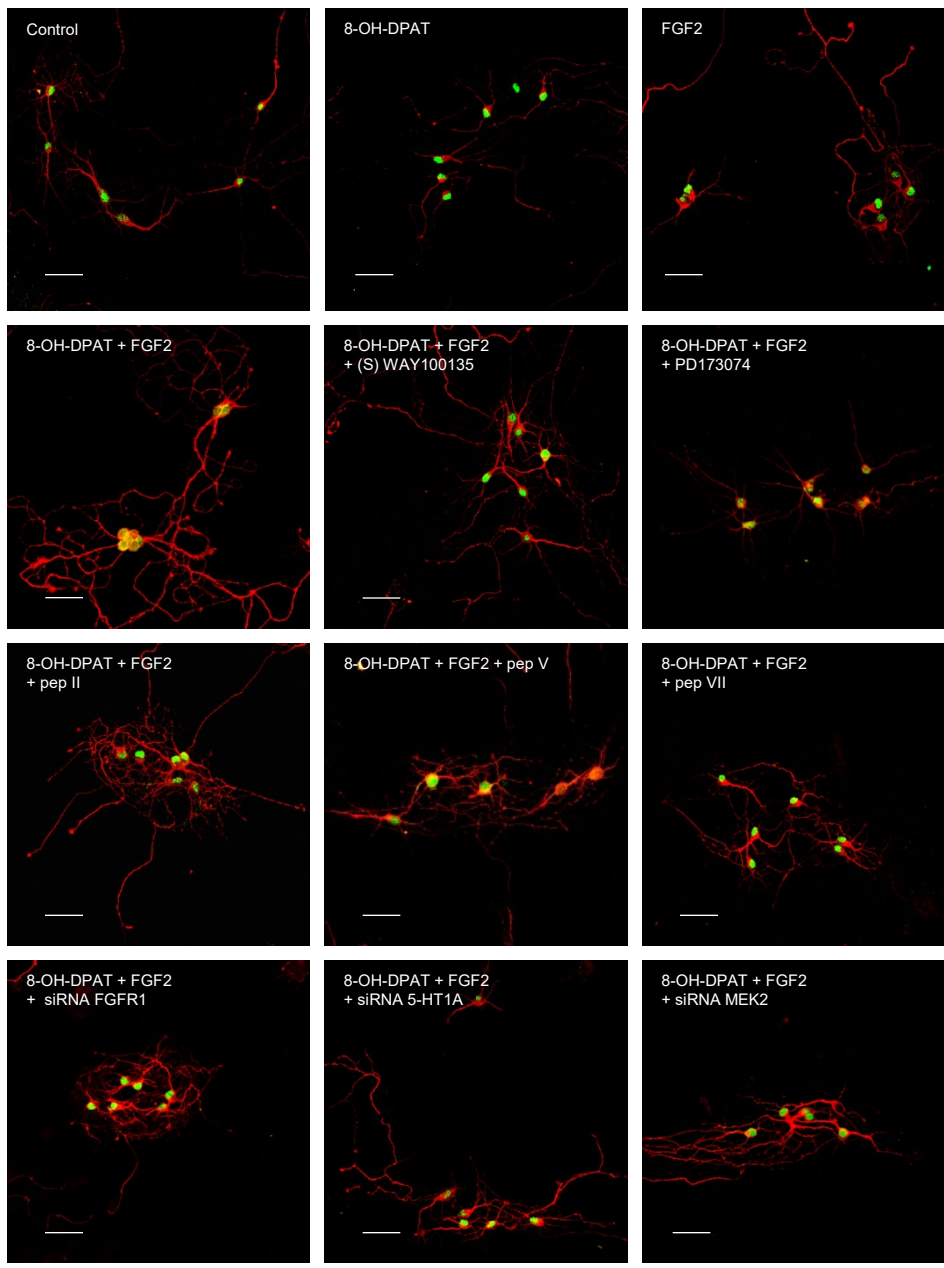 Control
8-OH-DPAT
FGF2
8-OH-DPAT + FGF2
8-OH-DPAT + FGF2
+ (S) WAY100135
8-OH-DPAT + FGF2
+ PD173074
8-OH-DPAT + FGF2
+ pep II
8-OH-DPAT + FGF2 + pep V
8-OH-DPAT + FGF2
+ pep VII
8-OH-DPAT + FGF2
+ siRNA FGFR1
8-OH-DPAT + FGF2
+ siRNA 5-HT1A
8-OH-DPAT + FGF2
+ siRNA MEK2